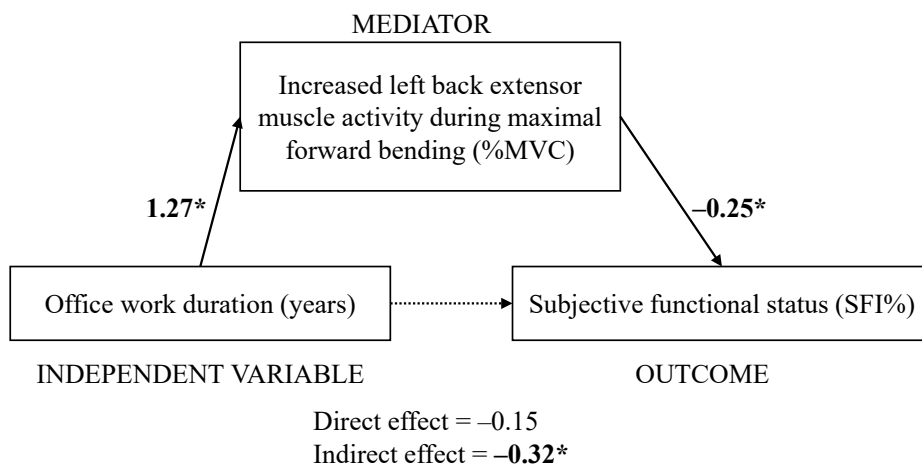 MEDIATOR
Increased left back extensor
muscle activity during maximal
forward bending (%MVC)
1.27*
–0.25*
Office work duration (years)
Subjective functional status (SFI%)
INDEPENDENT VARIABLE
OUTCOME
Direct effect = –0.15
Indirect effect = –0.32*